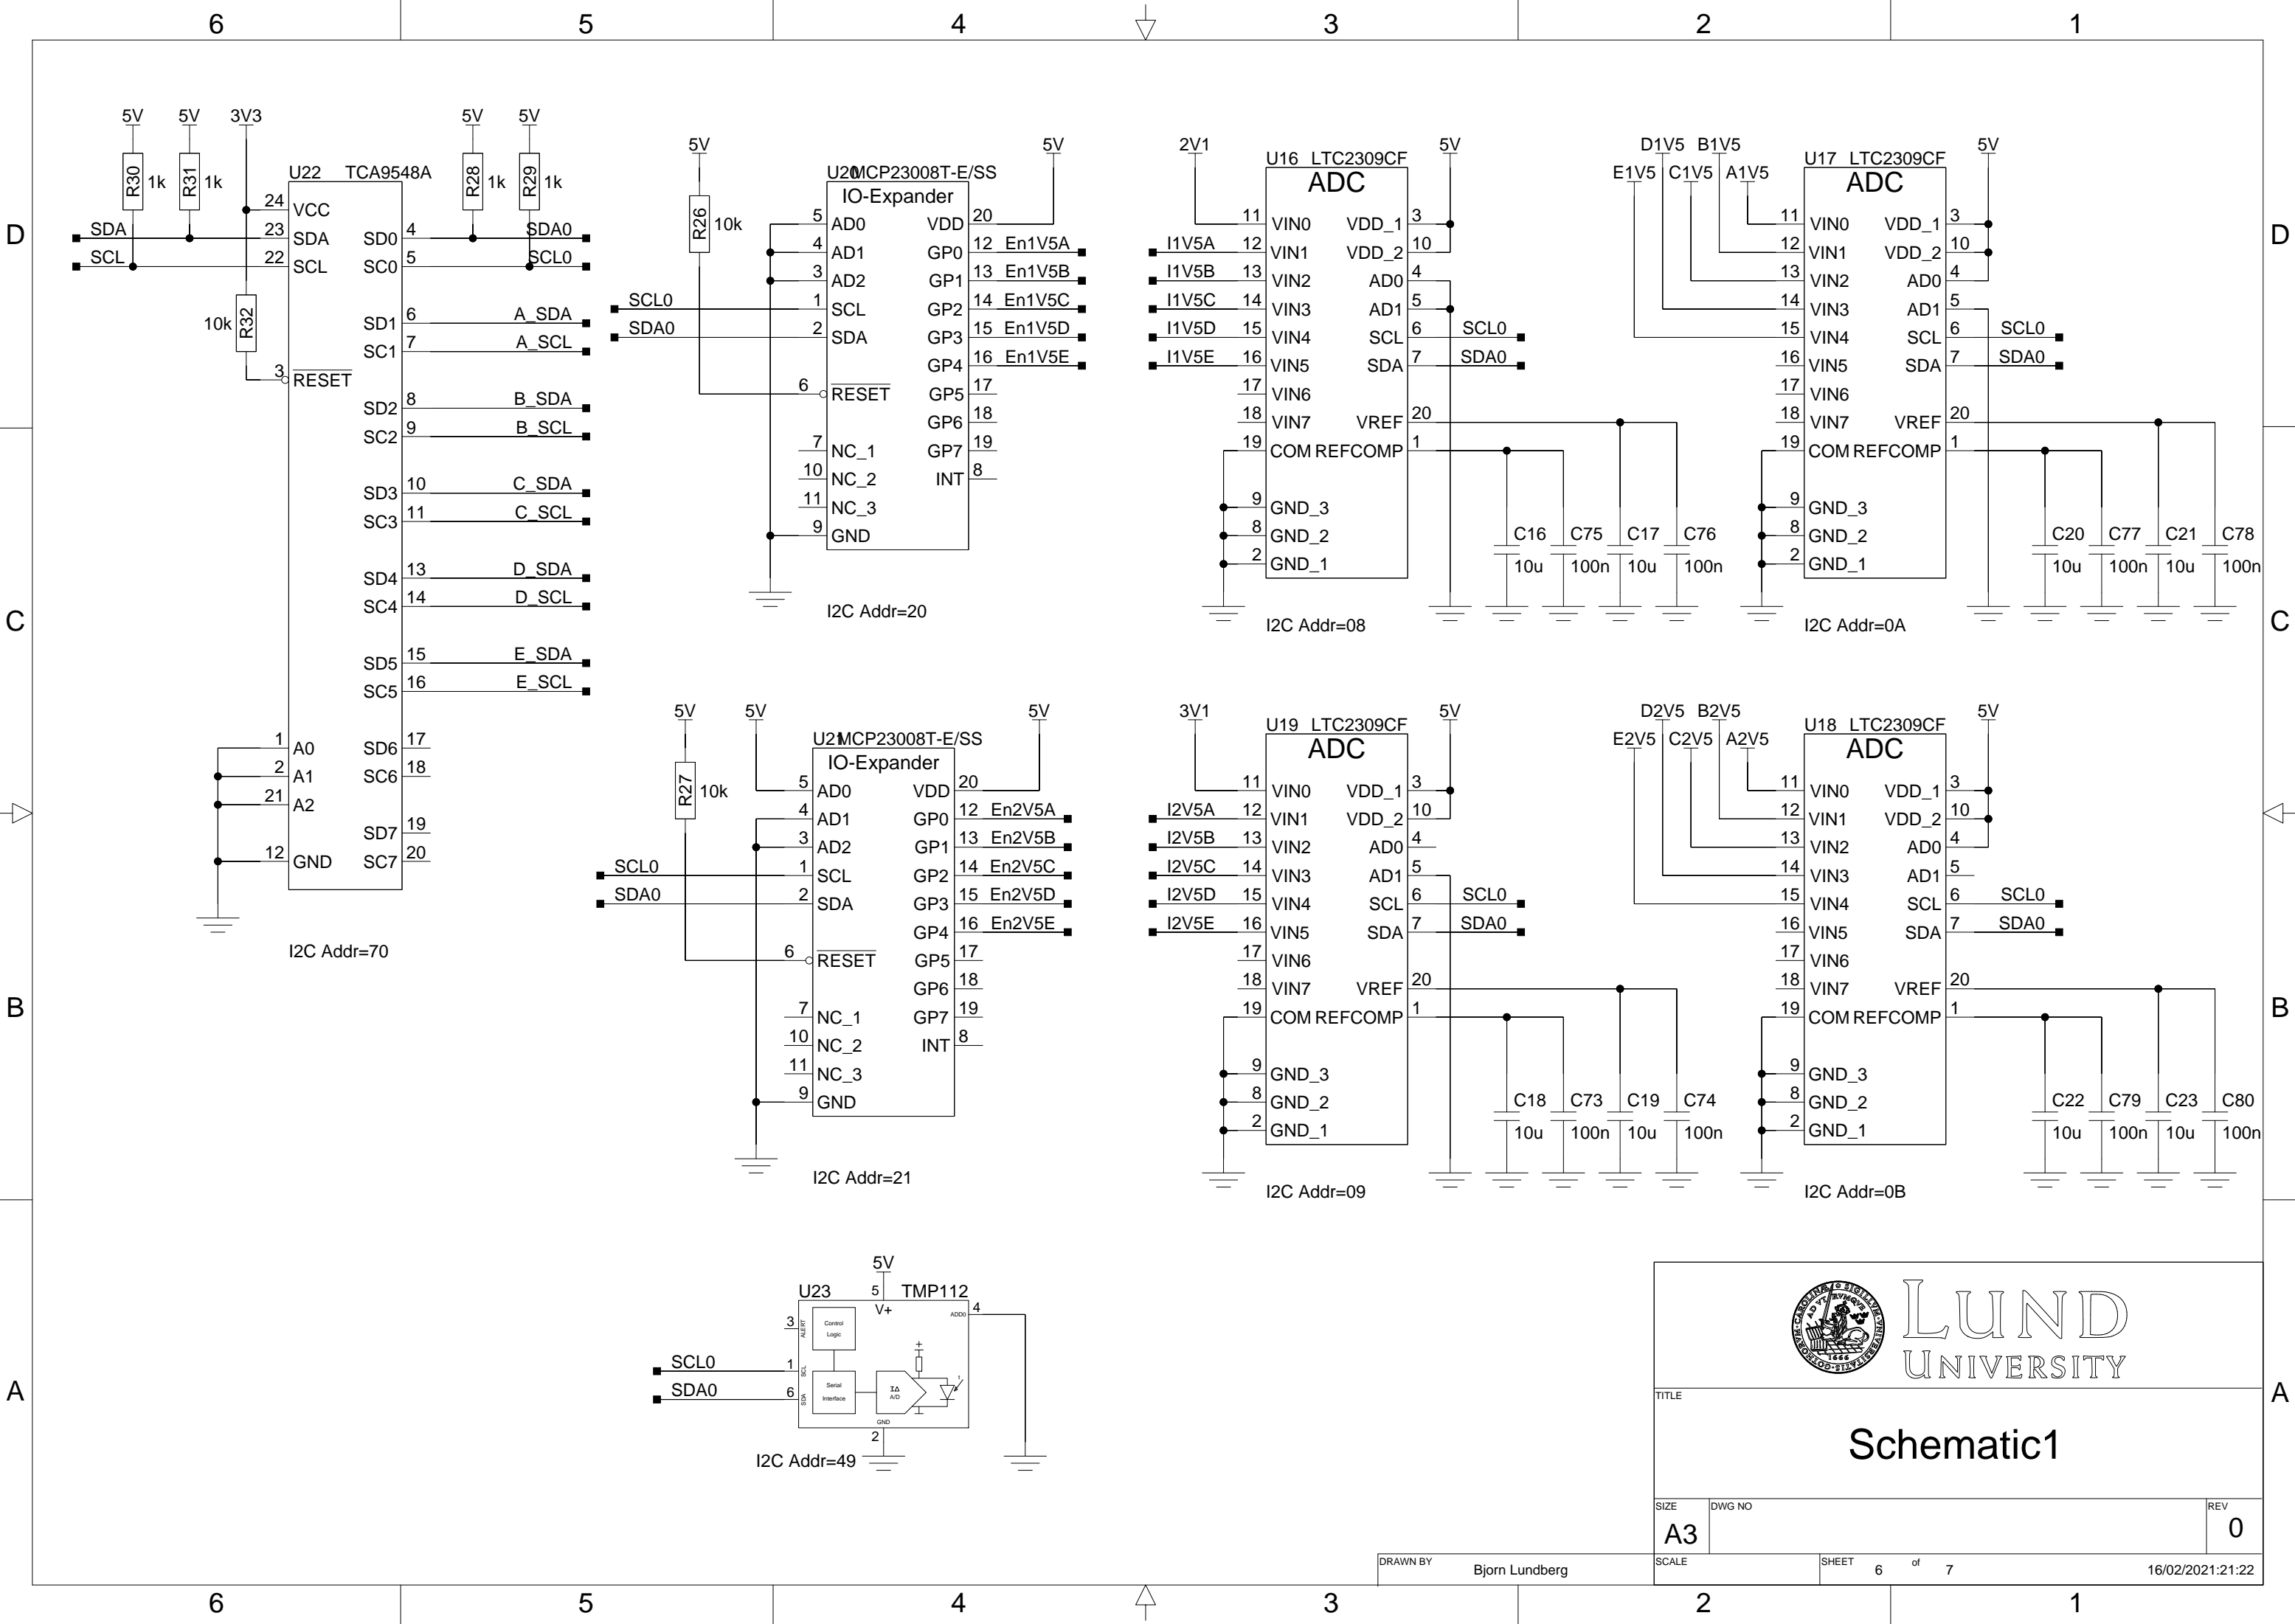 6 5 4 3 2 1
D
C
B
A
5V 5V 3V3 5V 5V
R30 1k R31 1k R28 1k R29 1k
U22 TCA9548A
24 VCC
SDA 23 SDA SD0 4 SDA0
SCL 22 SCL SC0 5 SCL0
10k R32
SD1 6 A_SDA
SC1 7 A_SCL
3 RESET
SD2 8 B_SDA
SC2 9 B_SCL
SD3 10 C_SDA
SC3 11 C_SCL
SD4 13 D_SDA
SC4 14 D_SCL
SD5 15 E_SDA
SC5 16 E_SCL
1 A0 SD6 17
2 A1 SC6 18
21 A2
SD7 19
12 GND SC7 20
I2C Addr=70
5V 5V
R26 10k
U20 MCP23008T-E/SS
IO-Expander
5 AD0 VDD 20
4 AD1 GP0 12 En1V5A
3 AD2 GP1 13 En1V5B
SCL0 1 SCL GP2 14 En1V5C
SDA0 2 SDA GP3 15 En1V5D
GP4 16 En1V5E
6 RESET GP5 17
GP6 18
7 NC_1 GP7 19
10 NC_2 INT 8
11 NC_3
9 GND
I2C Addr=20
5V 5V 5V
R27 10k
U21 MCP23008T-E/SS
IO-Expander
5 AD0 VDD 20
4 AD1 GP0 12 En2V5A
3 AD2 GP1 13 En2V5B
SCL0 1 SCL GP2 14 En2V5C
SDA0 2 SDA GP3 15 En2V5D
GP4 16 En2V5E
6 RESET GP5 17
GP6 18
7 NC_1 GP7 19
10 NC_2 INT 8
11 NC_3
9 GND
I2C Addr=21
2V1 5V
U16 LTC2309CF
ADC
11 VIN0 VDD_1 3
I1V5A 12 VIN1 VDD_2 10
I1V5B 13 VIN2 AD0 4
I1V5C 14 VIN3 AD1 5
I1V5D 15 VIN4 SCL 6 SCL0
I1V5E 16 VIN5 SDA 7 SDA0
17 VIN6
18 VIN7 VREF 20
19 COM REFCOMP 1
9 GND_3
8 GND_2
2 GND_1
C16 C75 C17 C76
10u 100n 10u 100n
I2C Addr=08
D1V5 B1V5 5V
E1V5 C1V5 A1V5
U17 LTC2309CF
ADC
11 VIN0 VDD_1 3
12 VIN1 VDD_2 10
13 VIN2 AD0 4
14 VIN3 AD1 5
15 VIN4 SCL 6 SCL0
16 VIN5 SDA 7 SDA0
17 VIN6
18 VIN7 VREF 20
19 COM REFCOMP 1
9 GND_3
8 GND_2
2 GND_1
C20 C77 C21 C78
10u 100n 10u 100n
I2C Addr=0A
3V1 5V
U19 LTC2309CF
ADC
11 VIN0 VDD_1 3
I2V5A 12 VIN1 VDD_2 10
I2V5B 13 VIN2 AD0 4
I2V5C 14 VIN3 AD1 5
I2V5D 15 VIN4 SCL 6 SCL0
I2V5E 16 VIN5 SDA 7 SDA0
17 VIN6
18 VIN7 VREF 20
19 COM REFCOMP 1
9 GND_3
8 GND_2
2 GND_1
C18 C73 C19 C74
10u 100n 10u 100n
I2C Addr=09
D2V5 B2V5 5V
E2V5 C2V5 A2V5
U18 LTC2309CF
ADC
11 VIN0 VDD_1 3
12 VIN1 VDD_2 10
13 VIN2 AD0 4
14 VIN3 AD1 5
15 VIN4 SCL 6 SCL0
16 VIN5 SDA 7 SDA0
17 VIN6
18 VIN7 VREF 20
19 COM REFCOMP 1
9 GND_3
8 GND_2
2 GND_1
C22 C79 C23 C80
10u 100n 10u 100n
I2C Addr=0B
5V
U23 5 TMP112
V+ ADD0 4
3 ALERT Control
Logic
SCL0 1 SCL
SDA0 6 SDA Serial
Interface
ΣΔ
A/D
+
1
GND
2
I2C Addr=49
LUND
UNIVERSITY
1666
TITLE
Schematic1
SIZE DWG NO REV
A3 0
DRAWN BY Bjorn Lundberg SCALE SHEET 6 of 7 16/02/2021:21:22
D
C
B
A
6 5 4 3 2 1